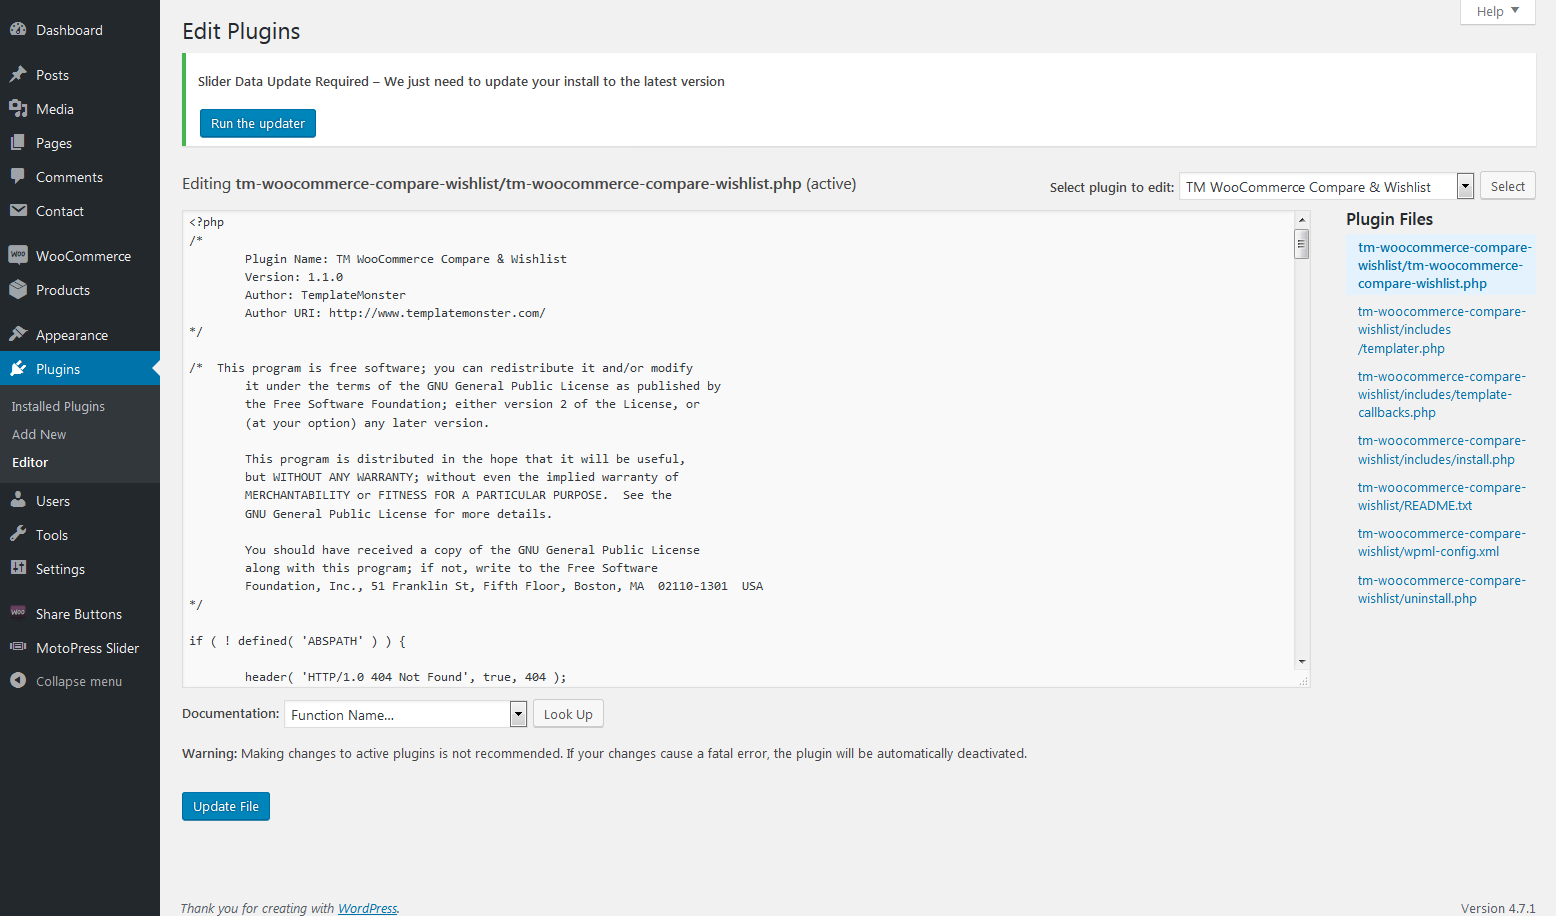 Dashboard
Posts
Media
Pages
Comments
Contact
WooCommerce
Products
Appearance
Plugins
Installed Plugins
Add New
Editor
Users
Tools
Settings
Share Buttons
MotoPress Slider
Collapse menu
Help
Edit Plugins
Slider Data Update Required – We just need to update your install to the latest version
Run the updater
Editing tm-woocommerce-compare-wishlist/tm-woocommerce-compare-wishlist.php (active)
Select plugin to edit: TM WooCommerce Compare & Wishlist Select
<?php
/*
Plugin Name: TM WooCommerce Compare & Wishlist
Version: 1.1.0
Author: TemplateMonster
Author URI: http://www.templatemonster.com/
*/
/* This program is free software; you can redistribute it and/or modify
it under the terms of the GNU General Public License as published by
the Free Software Foundation; either version 2 of the License, or
(at your option) any later version.
This program is distributed in the hope that it will be useful,
but WITHOUT ANY WARRANTY; without even the implied warranty of
MERCHANTABILITY or FITNESS FOR A PARTICULAR PURPOSE.  See the
GNU General Public License for more details.
You should have received a copy of the GNU General Public License
along with this program; if not, write to the Free Software
Foundation, Inc., 51 Franklin St, Fifth Floor, Boston, MA  02110-1301  USA
*/
if ( ! defined( 'ABSPATH' ) ) {
header( 'HTTP/1.0 404 Not Found', true, 404 );
Plugin Files
tm-woocommerce-compare-
wishlist/tm-woocommerce-
compare-wishlist.php
tm-woocommerce-compare-
wishlist/includes
/templater.php
tm-woocommerce-compare-
wishlist/includes/template-
callbacks.php
tm-woocommerce-compare-
wishlist/includes/install.php
tm-woocommerce-compare-
wishlist/README.txt
tm-woocommerce-compare-
wishlist/wpml-config.xml
tm-woocommerce-compare-
wishlist/uninstall.php
Documentation: Function Name... Look Up
Warning: Making changes to active plugins is not recommended. If your changes cause a fatal error, the plugin will be automatically deactivated.
Update File
Thank you for creating with WordPress.
Version 4.7.1